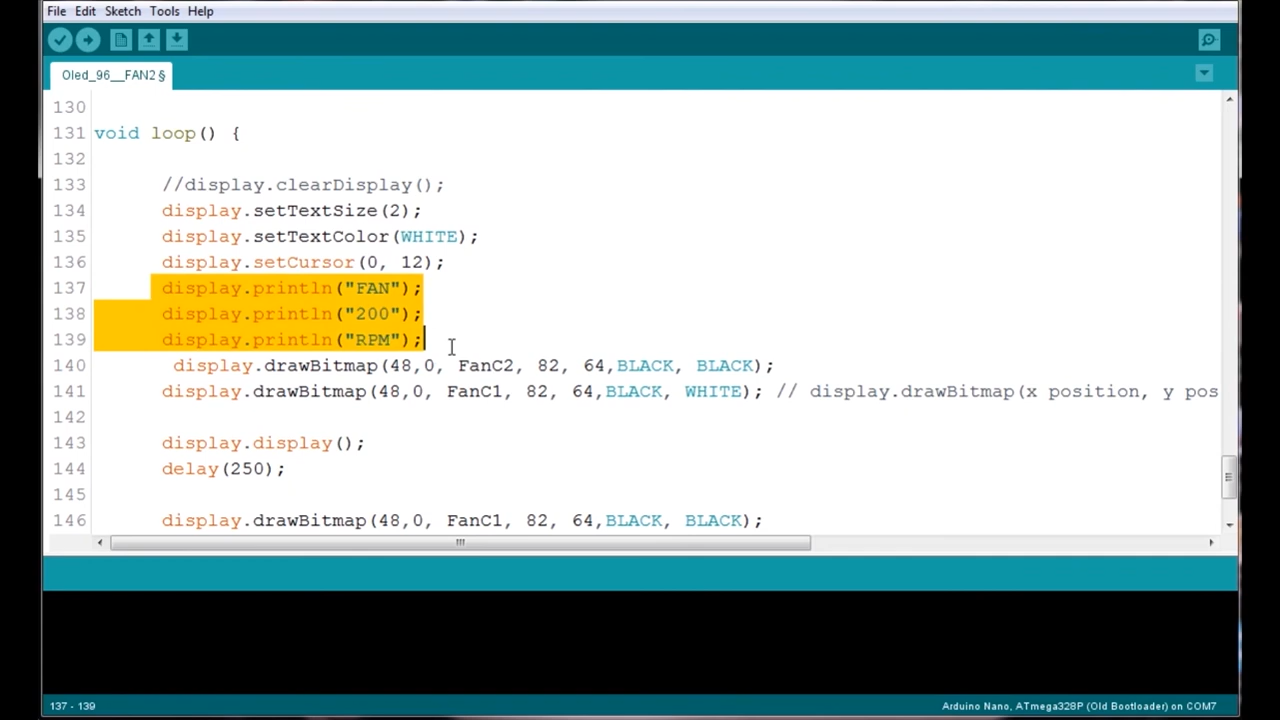 File Edit Sketch Tools Help
Oled_96__FAN2 §
130
131 void loop() {
132
133 //display.clearDisplay();
134 display.setTextSize(2);
135 display.setTextColor(WHITE);
136 display.setCursor(0, 12);
137 display.println("FAN");
138 display.println("200");
139 display.println("RPM");
140 display.drawBitmap(48,0, FanC2, 82, 64,BLACK, BLACK);
141 display.drawBitmap(48,0, FanC1, 82, 64,BLACK, WHITE); // display.drawBitmap(x position, y pos
142
143 display.display();
144 delay(250);
145
146 display.drawBitmap(48,0, FanC1, 82, 64,BLACK, BLACK);
137 - 139
Arduino Nano, ATmega328P (Old Bootloader) on COM7